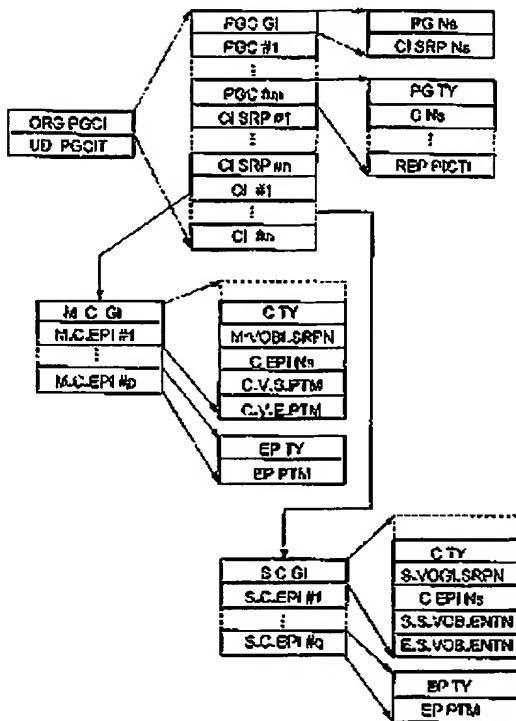 PGC GI
PGC #1
PGC #m
CI SRP #1
CI SRP #n
CI #1
CI #n
PG Ns
CI SRP Ns
PG TY
C Ns
REP PICTI
ORG PGCI
UD PGCIT
M C GI
M.C.EPI #1
M.C.EPI #p
C TY
M-VOBI.SRPN
C EPI Ns
C.V.S.PTM
C.V.E.PTM
EP TY
EP PTM
S C GI
S.C.EPI #1
S.C.EPI #q
C TY
S.VOGI.SRPN
C EPI Ns
S.S.VOB.ENTN
E.S.VOB.ENTN
EP TY
EP PTM